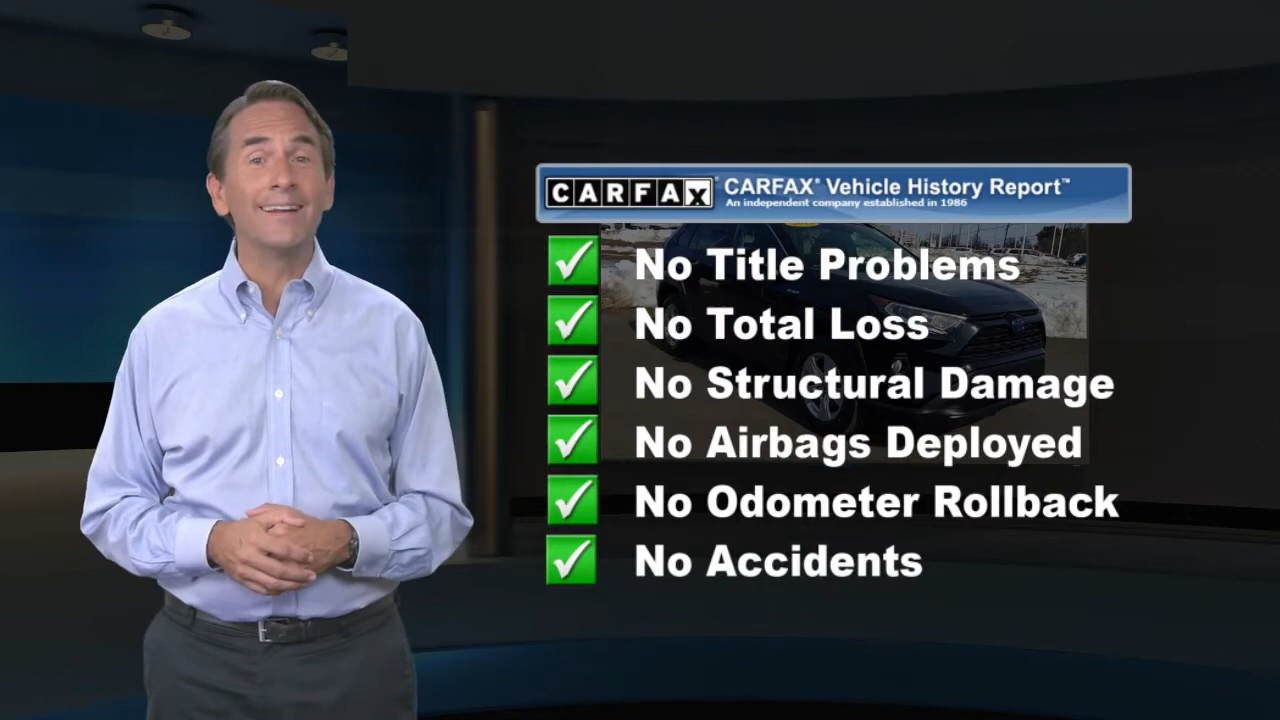 CARFAX
CARFAX® Vehicle History Report™
An independent company established in 1986
No Title Problems
No Total Loss
No Structural Damage
No Airbags Deployed
No Odometer Rollback
No Accidents